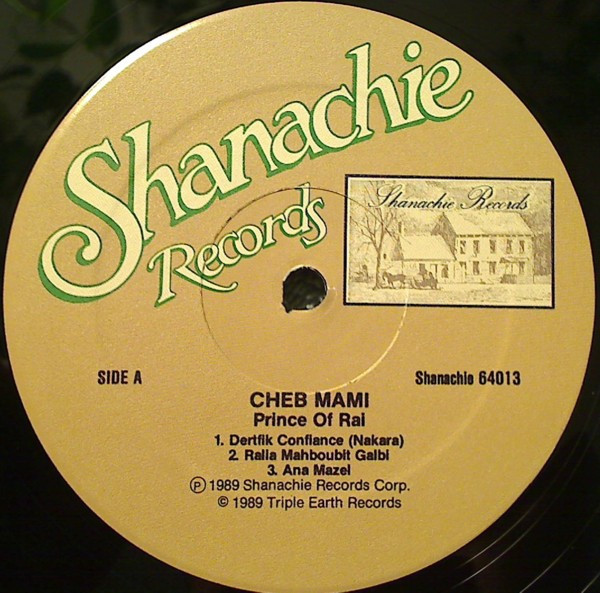 Shanachie
Records
Shanachie Records
SIDE A
Shanachie 64013
CHEB MAMI
Prince Of Rai
1. Dertfik Confiance (Nakara)
2. Ralia Mahboubit Galbi
3. Ana Mazel
Ⓟ 1989 Shanachie Records Corp.
© 1989 Triple Earth Records